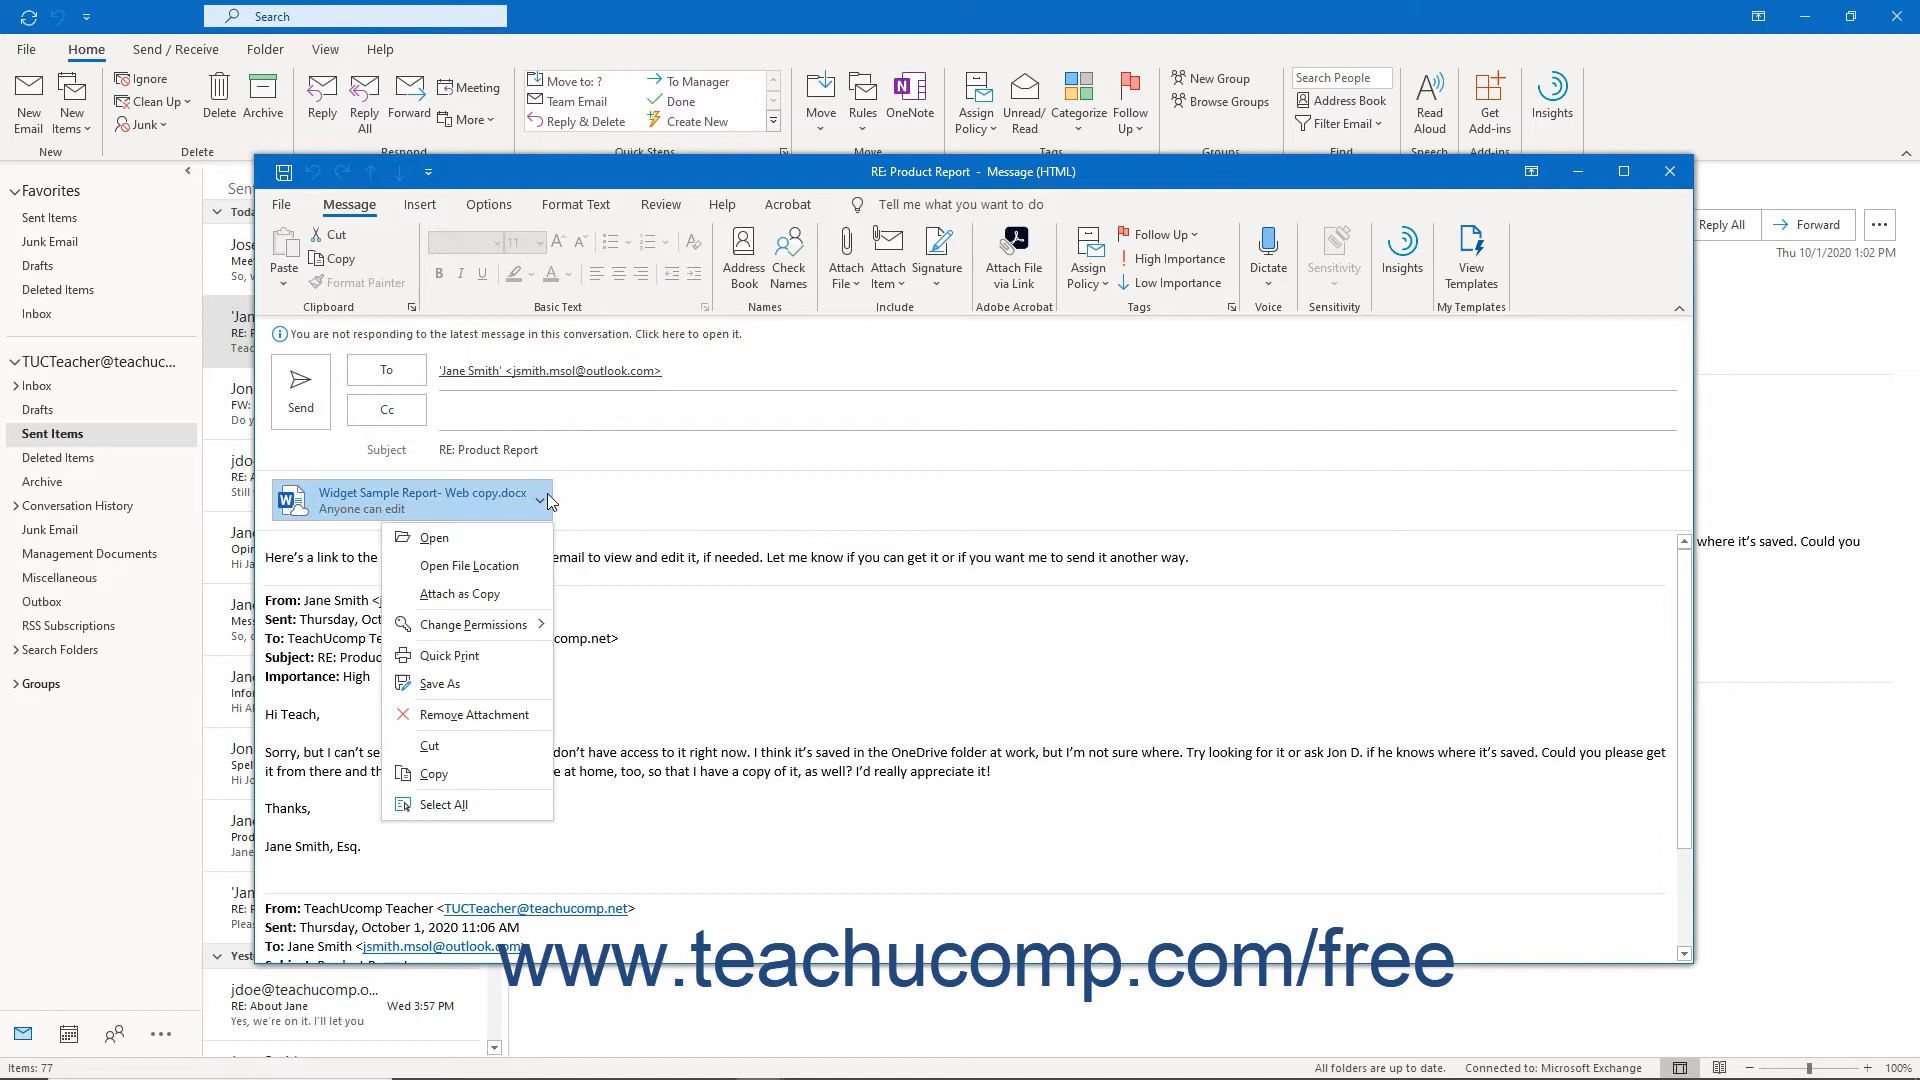 Search
File Home Send / Receive Folder View Help
New Email
New Items
New
Ignore
Clean Up
Junk
Delete
Archive
Delete
Reply
Reply All
Forward
Meeting
More
Respond
Move to: ?
Team Email
Reply & Delete
To Manager
Done
Create New
Quick Steps
Move
Rules
OneNote
Move
Assign Policy
Unread/ Read
Categorize
Follow Up
Tags
New Group
Browse Groups
Groups
Search People
Address Book
Filter Email
Find
Read Aloud
Speech
Get Add-ins
Add-ins
Insights
Favorites
Sent Items
Junk Email
Drafts
Deleted Items
Inbox
TUCTeacher@teachuc...
Inbox
Drafts
Sent Items
Deleted Items
Archive
Conversation History
Junk Email
Management Documents
Miscellaneous
Outbox
RSS Subscriptions
Search Folders
Groups
RE: Product Report - Message (HTML)
File Message Insert Options Format Text Review Help Acrobat Tell me what you want to do
Paste
Cut
Copy
Format Painter
Clipboard
11
B I U
Basic Text
Address Book
Check Names
Names
Attach File
Attach Item
Signature
Include
Attach File via Link
Adobe Acrobat
Assign Policy
Follow Up
High Importance
Low Importance
Tags
Dictate
Voice
Sensitivity
Sensitivity
Insights
View Templates
My Templates
Reply All
Forward
Thu 10/1/2020 1:02 PM
You are not responding to the latest message in this conversation. Click here to open it.
Send
To 'Jane Smith' <jsmith.msol@outlook.com>
Cc
Subject RE: Product Report
Widget Sample Report- Web copy.docx
Anyone can edit
Open
Open File Location
Attach as Copy
Change Permissions
Quick Print
Save As
Remove Attachment
Cut
Copy
Select All
Here's a link to the email to view and edit it, if needed. Let me know if you can get it or if you want me to send it another way.
where it's saved. Could you
From: Jane Smith <
Sent: Thursday, Oct
To: TeachUcomp Te comp.net>
Subject: RE: Produc
Importance: High
Hi Teach,
Sorry, but I can't se don't have access to it right now. I think it's saved in the OneDrive folder at work, but I'm not sure where. Try looking for it or ask Jon D. if he knows where it's saved. Could you please get
it from there and th e at home, too, so that I have a copy of it, as well? I'd really appreciate it!
Thanks,
Jane Smith, Esq.
From: TeachUcomp Teacher <TUCTeacher@teachucomp.net>
Sent: Thursday, October 1, 2020 11:06 AM
To: Jane Smith <jsmith.msol@outlook.com>
www.teachucomp.com/free
jdoe@teachucomp.o...
RE: About Jane Wed 3:57 PM
Yes, we're on it. I'll let you
Items: 77
All folders are up to date. Connected to: Microsoft Exchange 100%